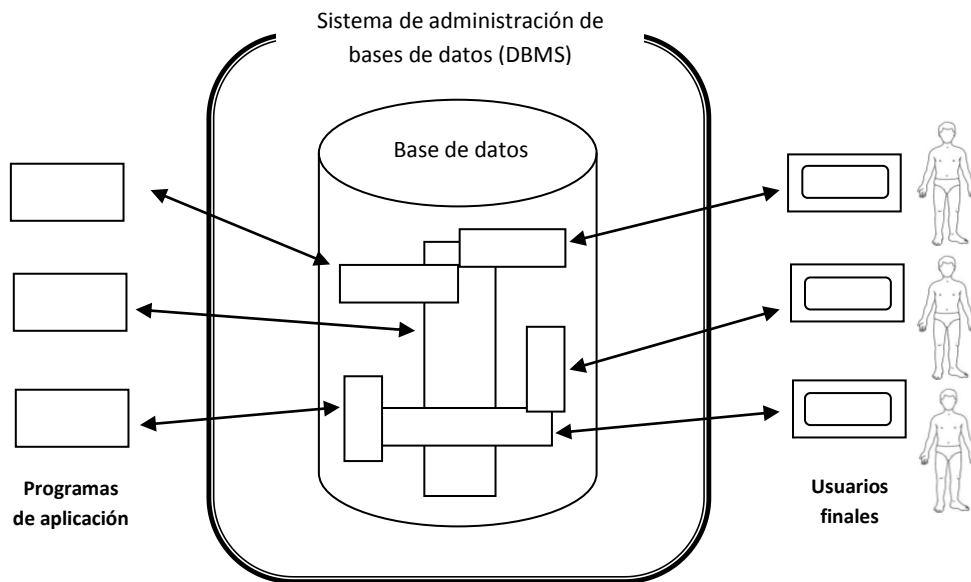 Sistema de administración de
bases de datos (DBMS)
Base de datos
Programas
de aplicación
Usuarios
finales